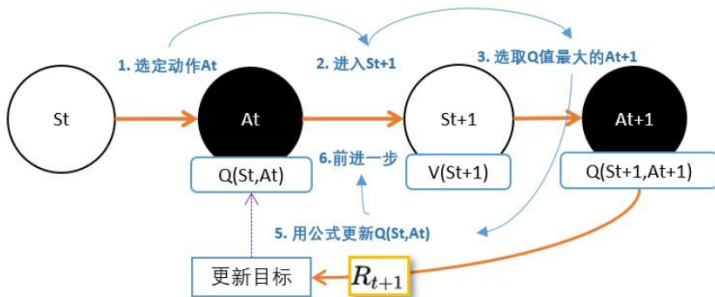 1. 选定动作At
2. 进入St+1
3. 选取Q值最大的At+1
St
At
St+1
At+1
Q(St,At)
6.前进一步
V(St+1)
Q(St+1,At+1)
5. 用公式更新Q(St,At)
更新目标
Rt+1